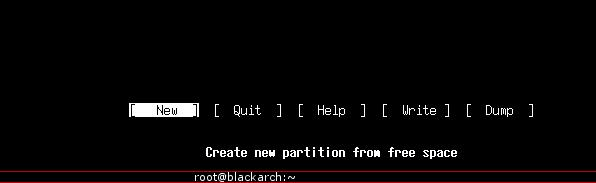 [ New ] [ Quit ] [ Help ] [ Write ] [ Dump ]
Create new partition from free space
root@blackarch:~